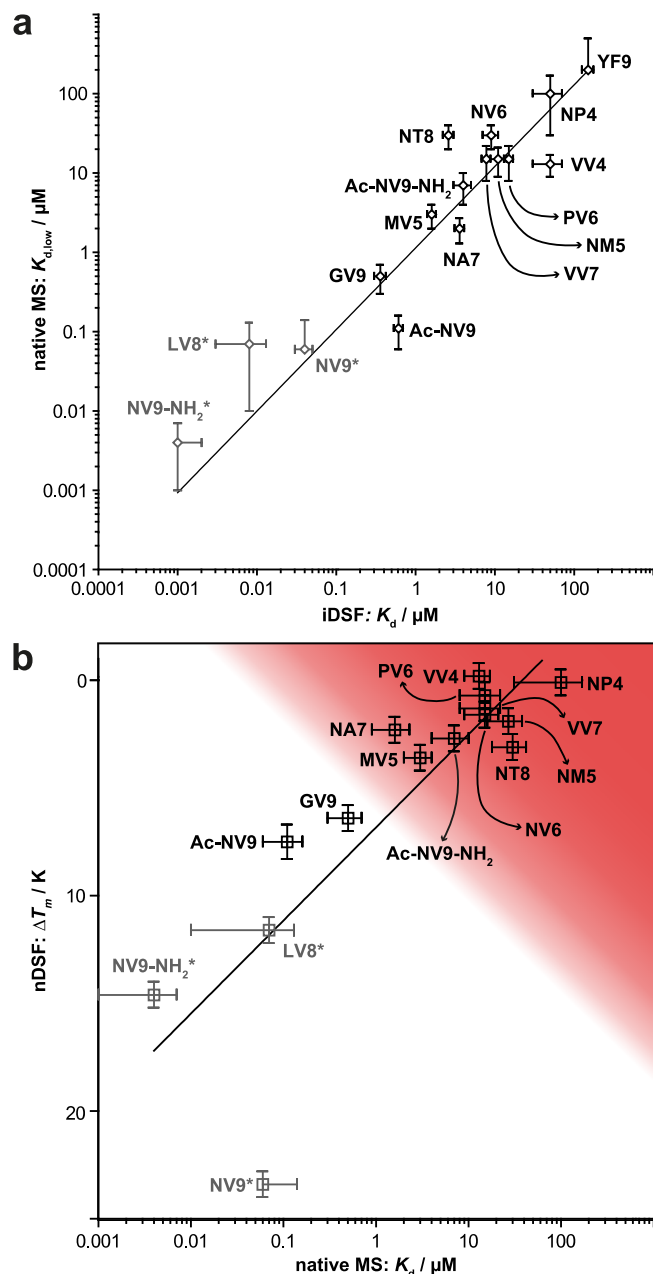 a
YF9
100
NV6
NP4
NT8
10
VV4
Ac-NV9-NH₂
PV6
MV5
NM5
1
NA7
VV7
GV9
native MS: Kd,low / µM
0.1
LV8*
Ac-NV9
NV9*
0.01
NV9-NH₂*
0.001
0.0001
0.0001 0.001 0.01 0.1 1 10 100
iDSF: Kd / µM
b
PV6 VV4
0
NP4
NA7
VV7
MV5
NT8 NM5
GV9
NV6
Ac-NV9
Ac-NV9-NH₂
10
nDSF: ΔTm / K
LV8*
NV9-NH₂*
20
NV9*
0.001 0.01 0.1 1 10 100
native MS: Kd / µM